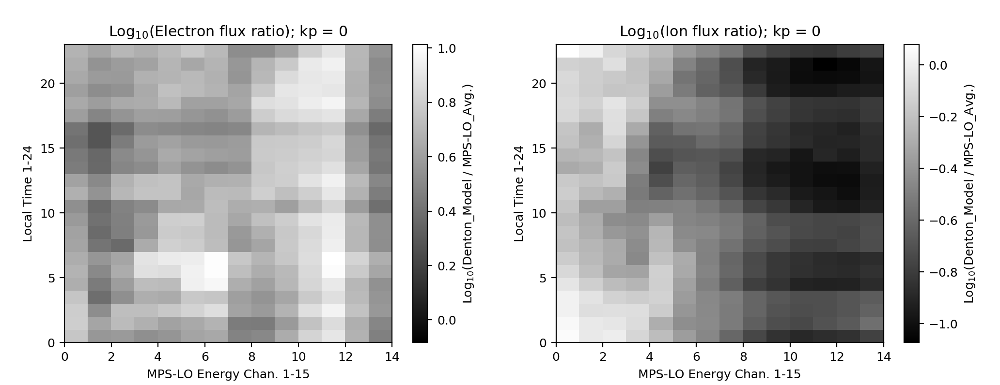 Log₁₀(Electron flux ratio); kp = 0
Local Time 1-24
20
15
10
5
0
0 2 4 6 8 10 12 14
MPS-LO Energy Chan. 1-15
1.0
0.8
0.6
0.4
0.2
0.0
Log₁₀(Denton_Model / MPS-LO_Avg.)
Log₁₀(Ion flux ratio); kp = 0
Local Time 1-24
20
15
10
5
0
0 2 4 6 8 10 12 14
MPS-LO Energy Chan. 1-15
0.0
−0.2
−0.4
−0.6
−0.8
−1.0
Log₁₀(Denton_Model / MPS-LO_Avg.)